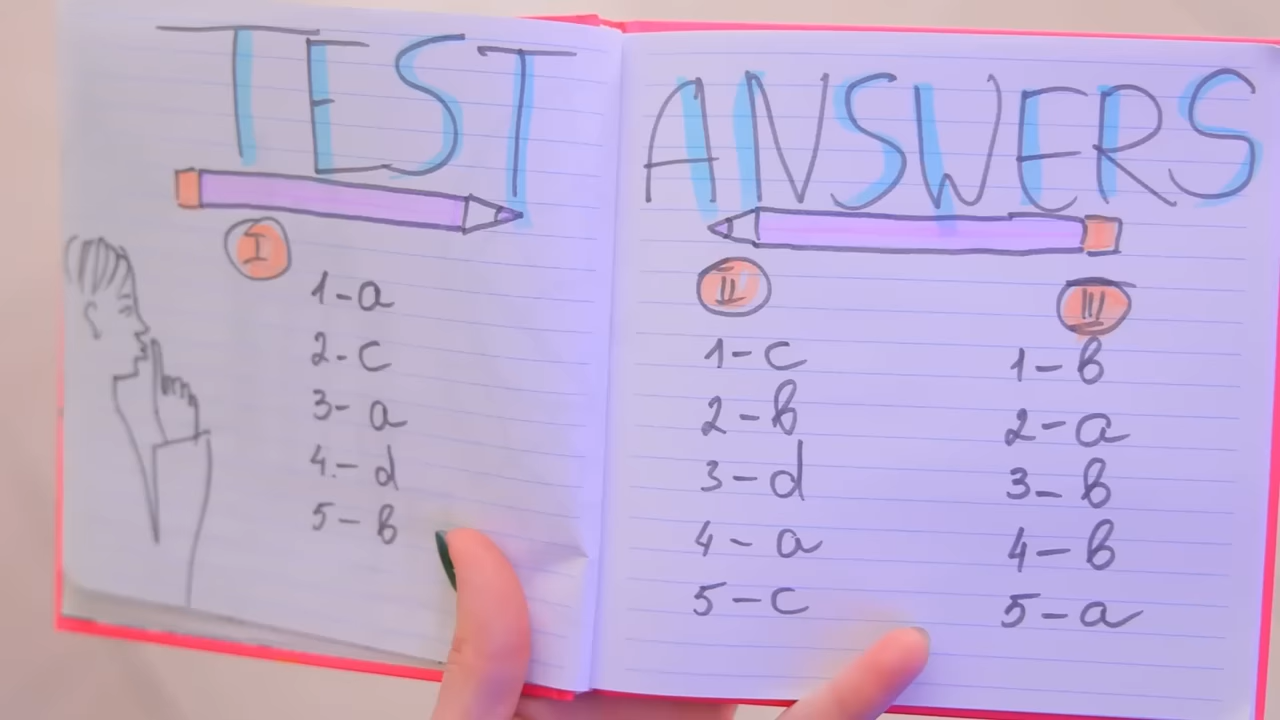 TEST
I
1-a
2-c
3-a
4.-d
5-b
ANSWERS
II
1-c
2-b
3-d
4-a
5-c
III
1-b
2-a
3-b
4-b
5-a